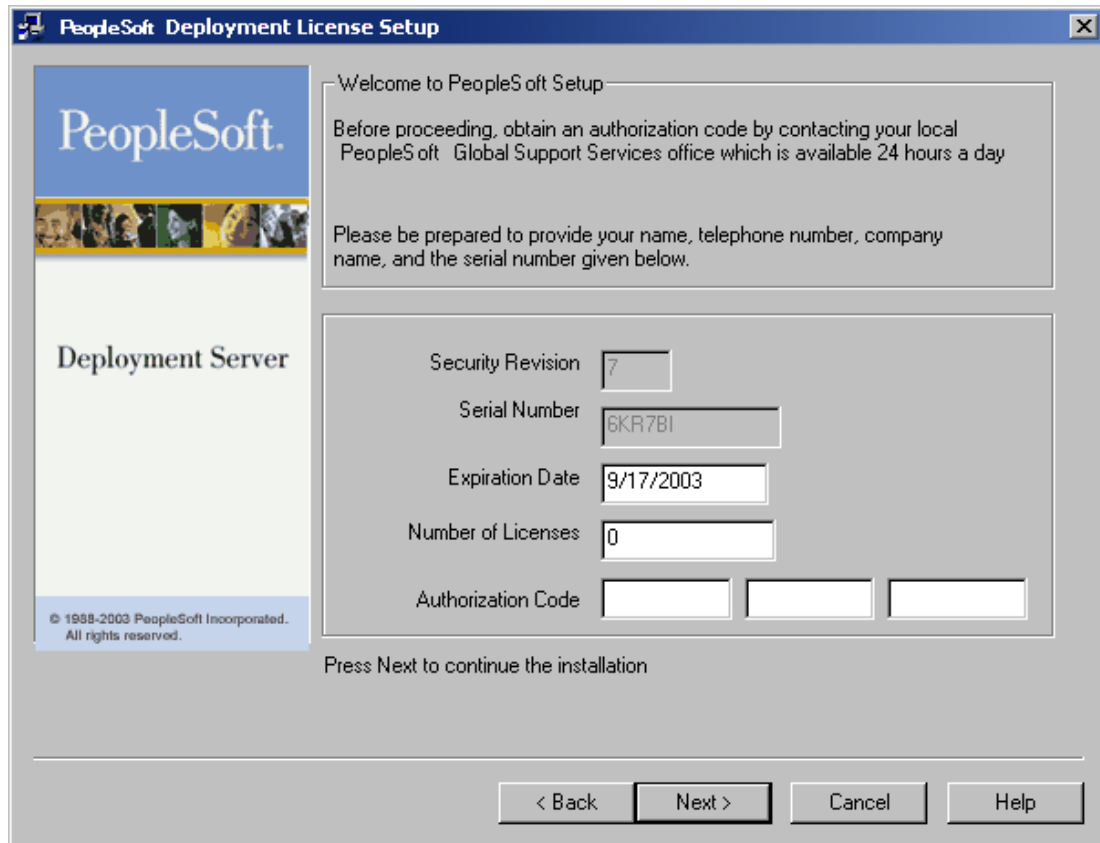 PeopleSoft Deployment License Setup
PeopleSoft.
Deployment Server
© 1988-2003 PeopleSoft Incorporated.
All rights reserved.
Welcome to PeopleSoft Setup
Before proceeding, obtain an authorization code by contacting your local
PeopleSoft Global Support Services office which is available 24 hours a day
Please be prepared to provide your name, telephone number, company
name, and the serial number given below.
Security Revision 7
Serial Number 6KR7BI
Expiration Date 9/17/2003
Number of Licenses 0
Authorization Code
Press Next to continue the installation
< Back Next > Cancel Help